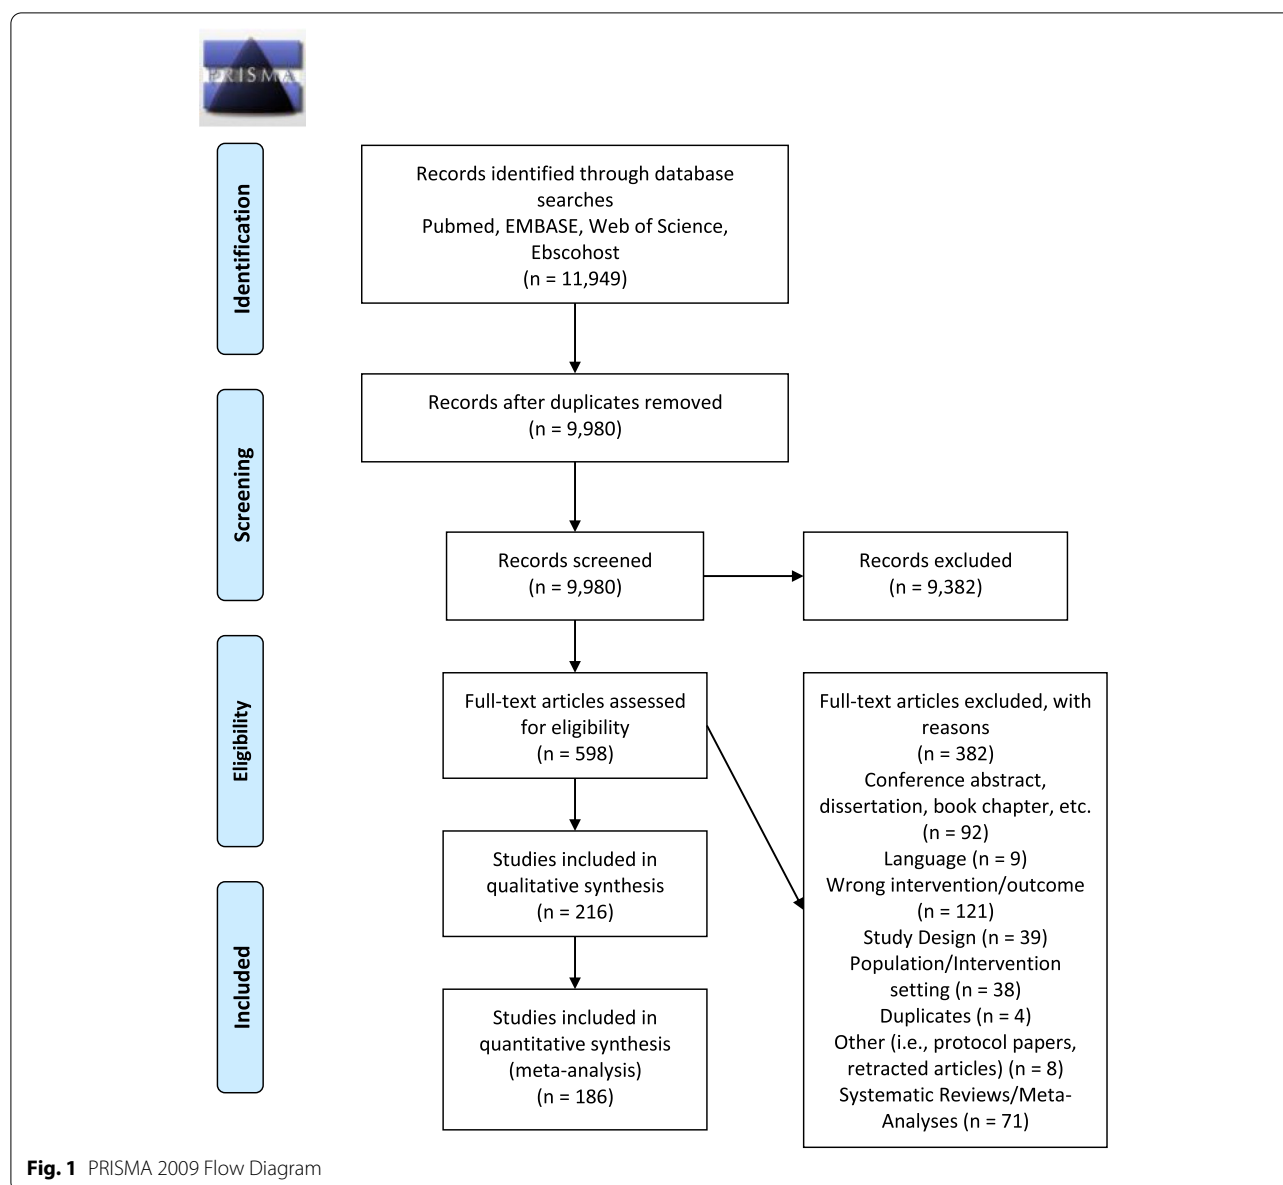 PRISMA
Identification
Records identified through database
searches
Pubmed, EMBASE, Web of Science,
Ebscohost
(n = 11,949)
Records after duplicates removed
(n = 9,980)
Screening
Records screened
(n = 9,980)
Records excluded
(n = 9,382)
Eligibility
Full-text articles assessed
for eligibility
(n = 598)
Full-text articles excluded, with
reasons
(n = 382)
Conference abstract,
dissertation, book chapter, etc.
(n = 92)
Language (n = 9)
Wrong intervention/outcome
(n = 121)
Study Design (n = 39)
Population/Intervention
setting (n = 38)
Duplicates (n = 4)
Other (i.e., protocol papers,
retracted articles) (n = 8)
Systematic Reviews/Meta-
Analyses (n = 71)
Studies included in
qualitative synthesis
(n = 216)
Included
Studies included in
quantitative synthesis
(meta-analysis)
(n = 186)
Fig. 1 PRISMA 2009 Flow Diagram